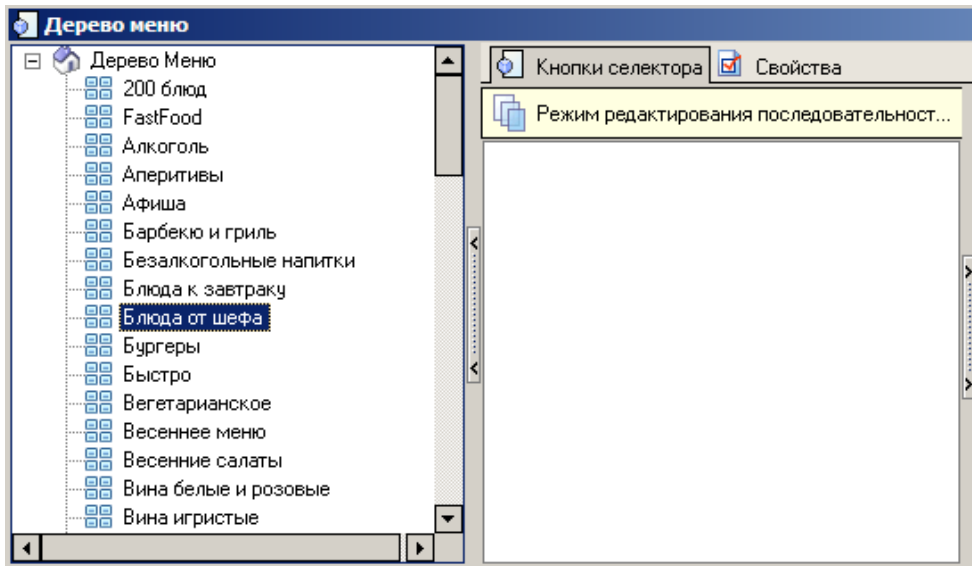 Дерево меню
Дерево Меню
200 блюд
FastFood
Алкоголь
Аперитивы
Афиша
Барбекю и гриль
Безалкогольные напитки
Блюда к завтраку
Блюда от шефа
Бургеры
Быстро
Вегетарианское
Весеннее меню
Весенние салаты
Вина белые и розовые
Вина игристые
Кнопки селектора
Свойства
Режим редактирования последовательност...